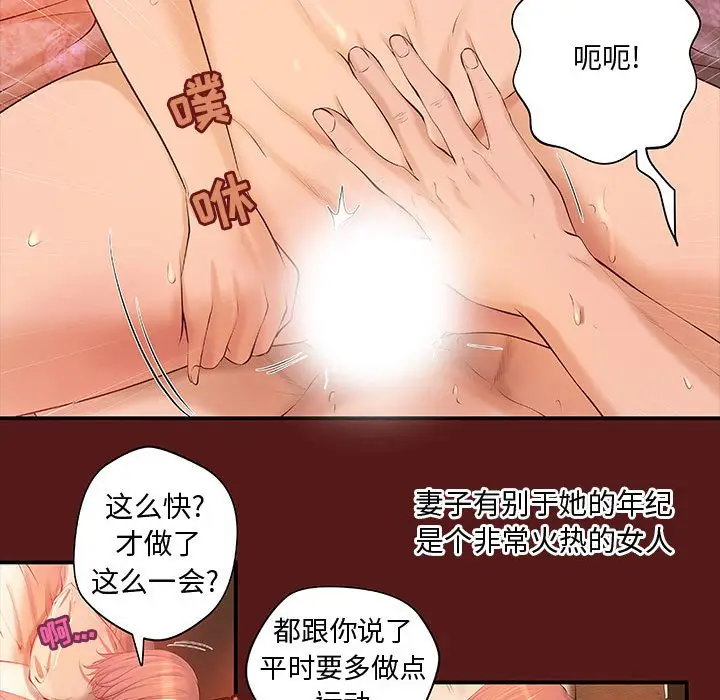 呃呃!
噗
咻
妻子有别于她的年纪
是个非常火热的女人
这么快?
才做了
这么一会?
啊...
都跟你说了
平时要多做点
运动